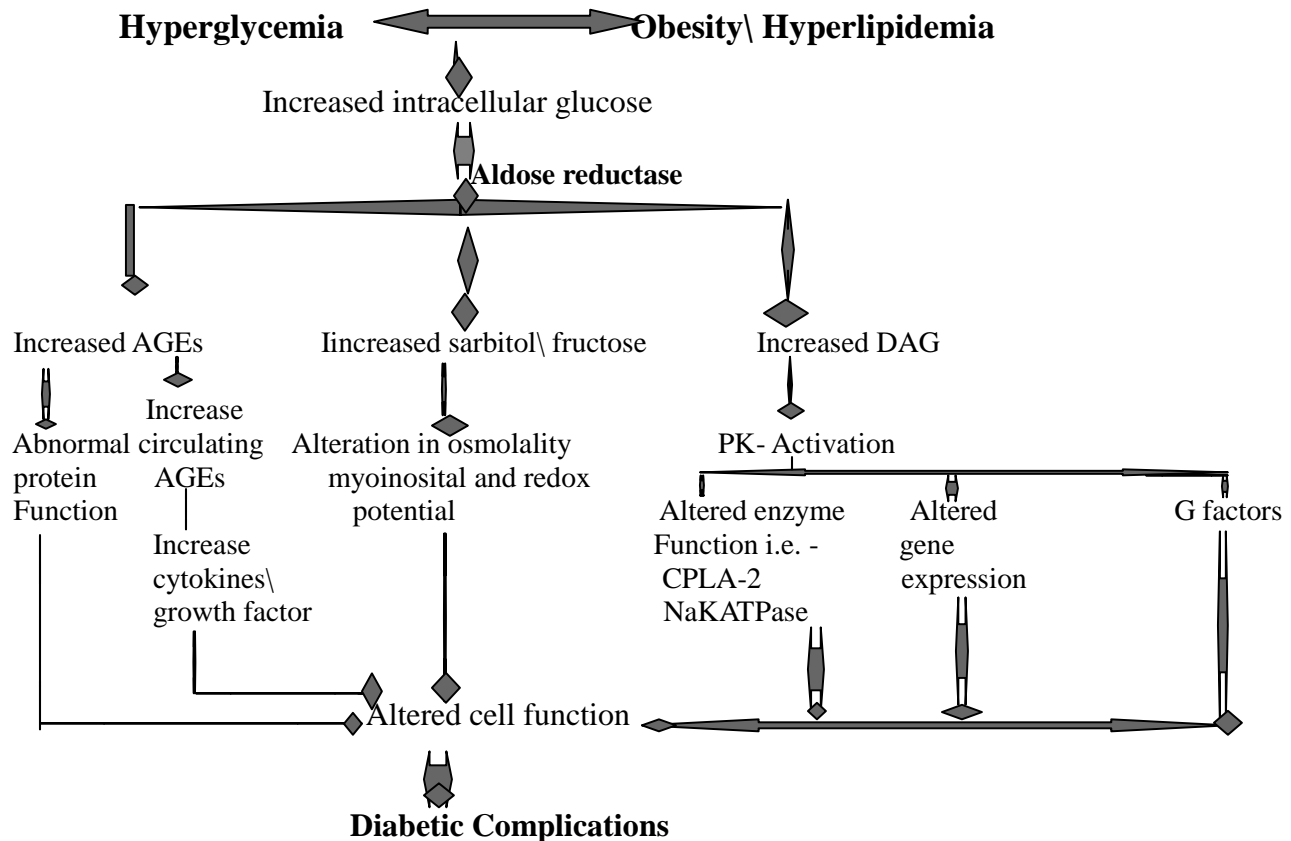 Hyperglycemia
Obesity\ Hyperlipidemia
Increased intracellular glucose
Aldose reductase
Increased AGEs
Iincreased sarbitol\ fructose
Increased DAG
Abnormal
protein
Function
Increase
circulating
AGEs
Increase
cytokines\
growth factor
Alteration in osmolality
myoinosital and redox
potential
PK- Activation
Altered enzyme
Function i.e. -
CPLA-2
NaKATPase
Altered
gene
expression
G factors
Altered cell function
Diabetic Complications